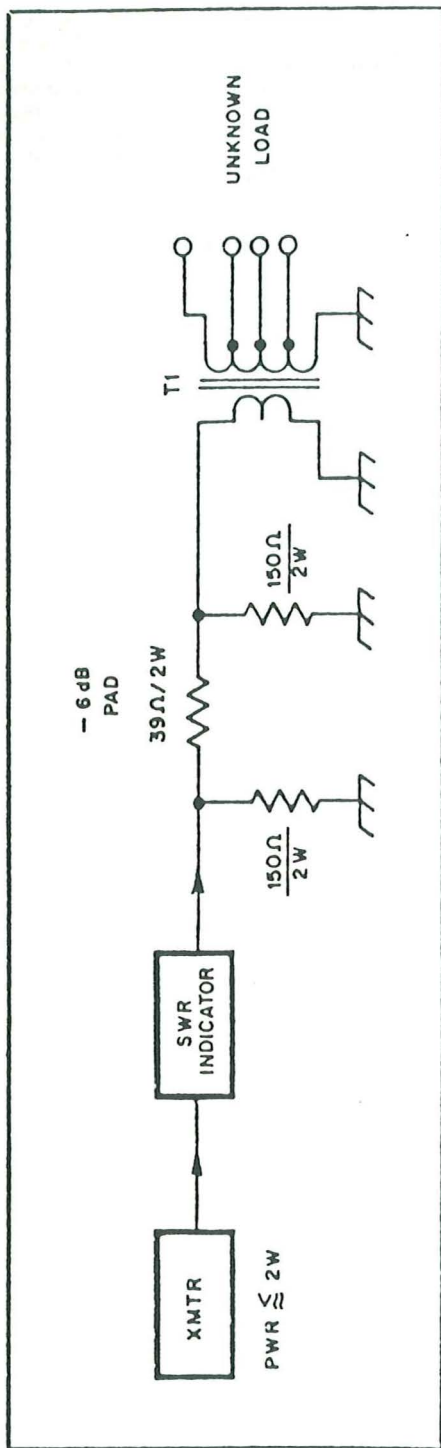 XMTR
PWR ≦ 2W
SWR
INDICATOR
– 6 dB
PAD
39Ω/2W
150Ω
2W
150Ω
2W
T1
UNKNOWN
LOAD